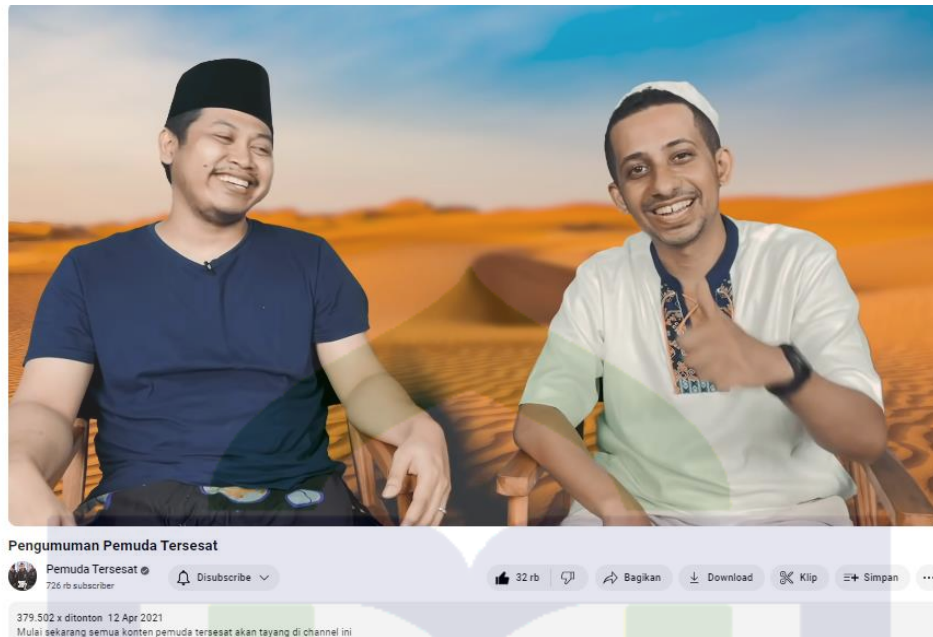 Pengumuman Pemuda Tersesat
Pemuda Tersesat
726 rb subscriber
Disubscribe
32 rb
Bagikan
Download
Klip
Simpan
379.502 x ditonton 12 Apr 2021
Mulai sekarang semua konten pemuda tersesat akan tayang di channel ini